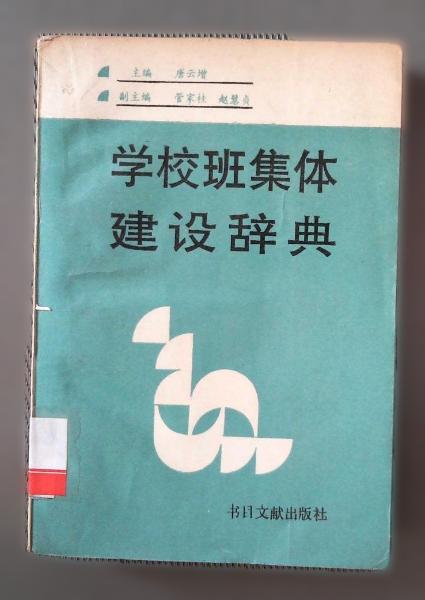 主编 唐云增
副主编 管家社 赵慧贞
学校班集体
建设辞典
书目文献出版社